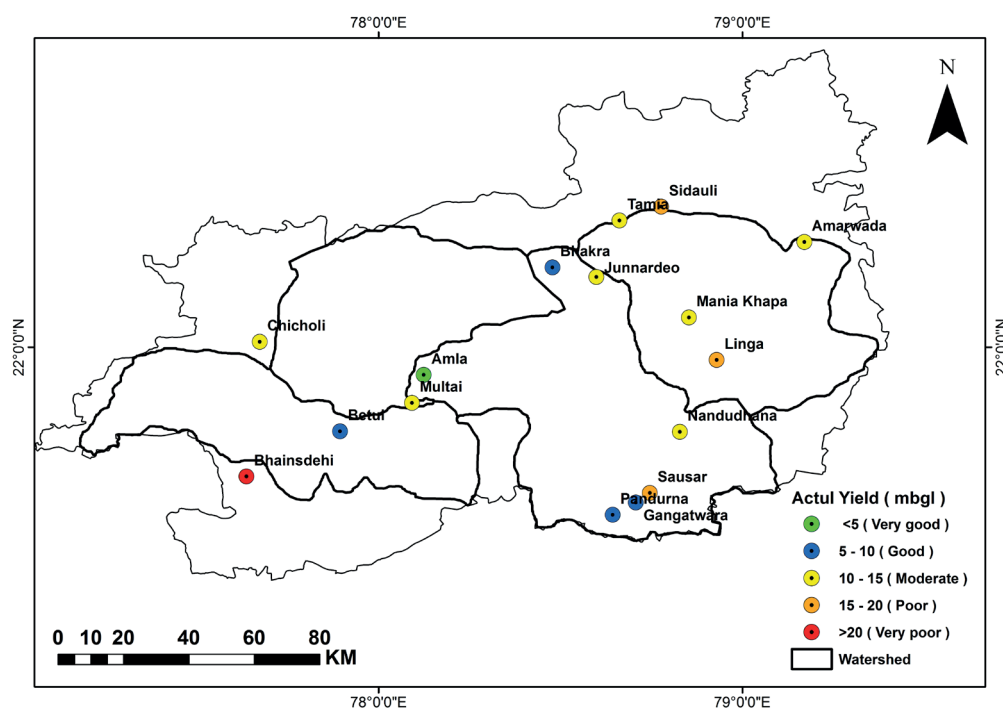 78°0'0"E
79°0'0"E
N
Sidauli
Tamia
Amarwada
Bhakra
Junnardeo
Mania Khapa
Chicholi
22°0'0"N
22°0'0"N
Linga
Amla
Multai
Betul
Nandudhana
Bhainsdehi
Sausar
Pandurna
Gangatwara
Actul Yield ( mbgl )
<5 ( Very good )
5 - 10 ( Good )
10 - 15 ( Moderate )
15 - 20 ( Poor )
>20 ( Very poor )
Watershed
0 10 20 40 60 80
KM
78°0'0"E
79°0'0"E